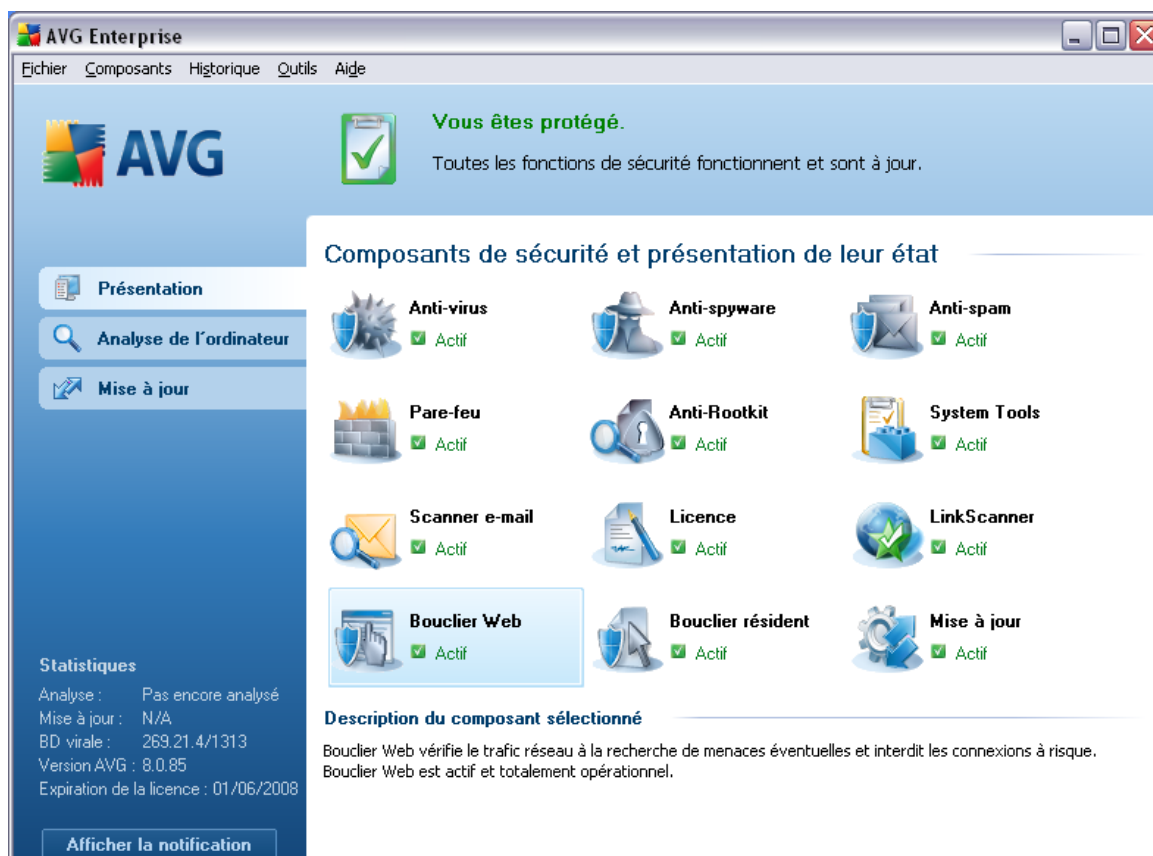 AVG Enterprise
Fichier Composants Historique Outils Aide
AVG
Vous êtes protégé.
Toutes les fonctions de sécurité fonctionnent et sont à jour.
Présentation
Analyse de l'ordinateur
Mise à jour
Composants de sécurité et présentation de leur état
Anti-virus
Actif
Anti-spyware
Actif
Anti-spam
Actif
Pare-feu
Actif
Anti-Rootkit
Actif
System Tools
Actif
Scanner e-mail
Actif
Licence
Actif
LinkScanner
Actif
Bouclier Web
Actif
Bouclier résident
Actif
Mise à jour
Actif
Description du composant sélectionné
Bouclier Web vérifie le trafic réseau à la recherche de menaces éventuelles et interdit les connexions à risque.
Bouclier Web est actif et totalement opérationnel.
Statistiques
Analyse : Pas encore analysé
Mise à jour : N/A
BD virale : 269.21.4/1313
Version AVG : 8.0.85
Expiration de la licence : 01/06/2008
Afficher la notification